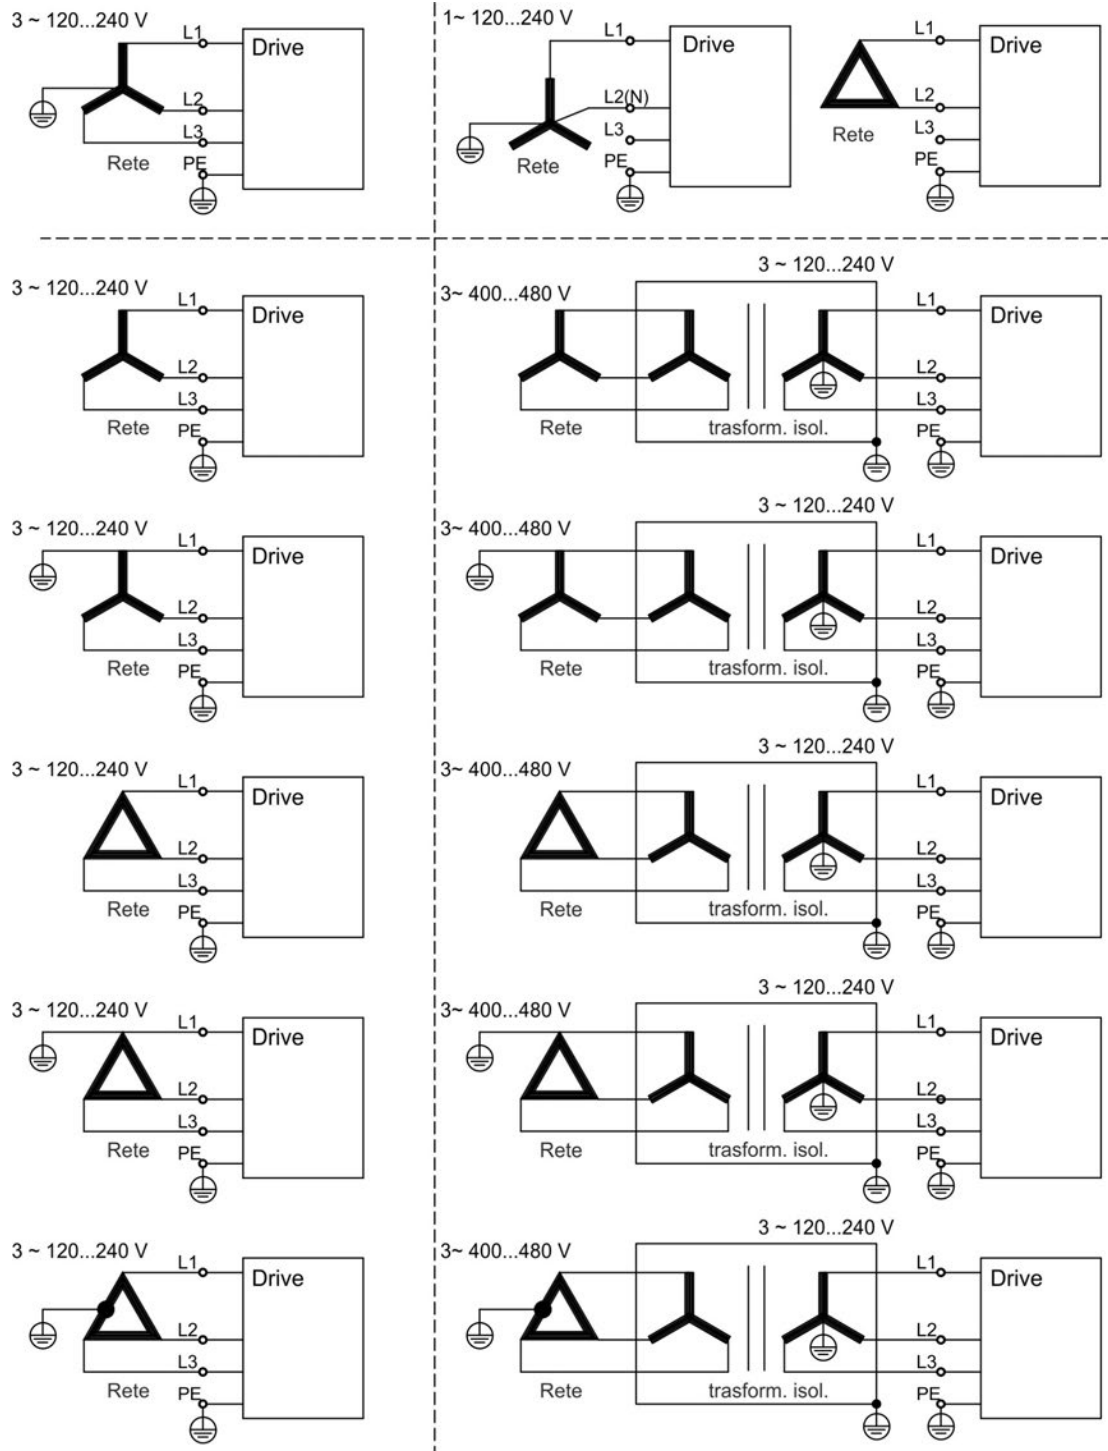 3 ~ 120...240 V
L1
Drive
L2
L3
Rete
PE
1~ 120...240 V
L1
Drive
L2(N)
L3
Rete
PE
L1
Drive
L2
Rete
L3
PE
3 ~ 120...240 V
L1
Drive
L2
L3
Rete
PE
3 ~ 120...240 V
3~ 400...480 V
L1
Drive
L2
L3
Rete
trasform. isol.
PE
3 ~ 120...240 V
L1
Drive
L2
L3
Rete
PE
3 ~ 120...240 V
3~ 400...480 V
L1
Drive
L2
L3
Rete
trasform. isol.
PE
3 ~ 120...240 V
L1
Drive
L2
L3
Rete
PE
3 ~ 120...240 V
3~ 400...480 V
L1
Drive
L2
L3
Rete
trasform. isol.
PE
3 ~ 120...240 V
L1
Drive
L2
L3
Rete
PE
3 ~ 120...240 V
3~ 400...480 V
L1
Drive
L2
L3
Rete
trasform. isol.
PE
3 ~ 120...240 V
L1
Drive
L2
L3
Rete
PE
3 ~ 120...240 V
3~ 400...480 V
L1
Drive
L2
L3
Rete
trasform. isol.
PE